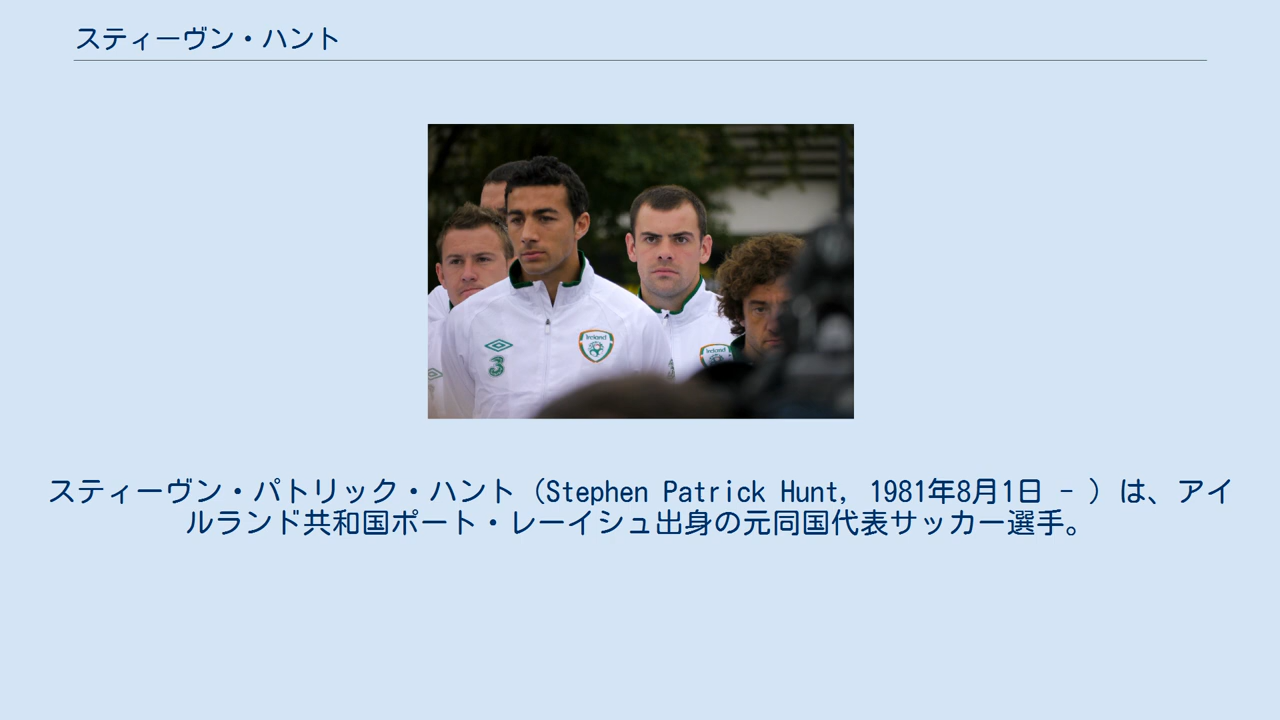 スティーヴン・ハント
Ireland
3
Ireland
スティーヴン・パトリック・ハント（Stephen Patrick Hunt, 1981年8月1日 - ）は、アイ
ルランド共和国ポート・レーイシュ出身の元同国代表サッカー選手。